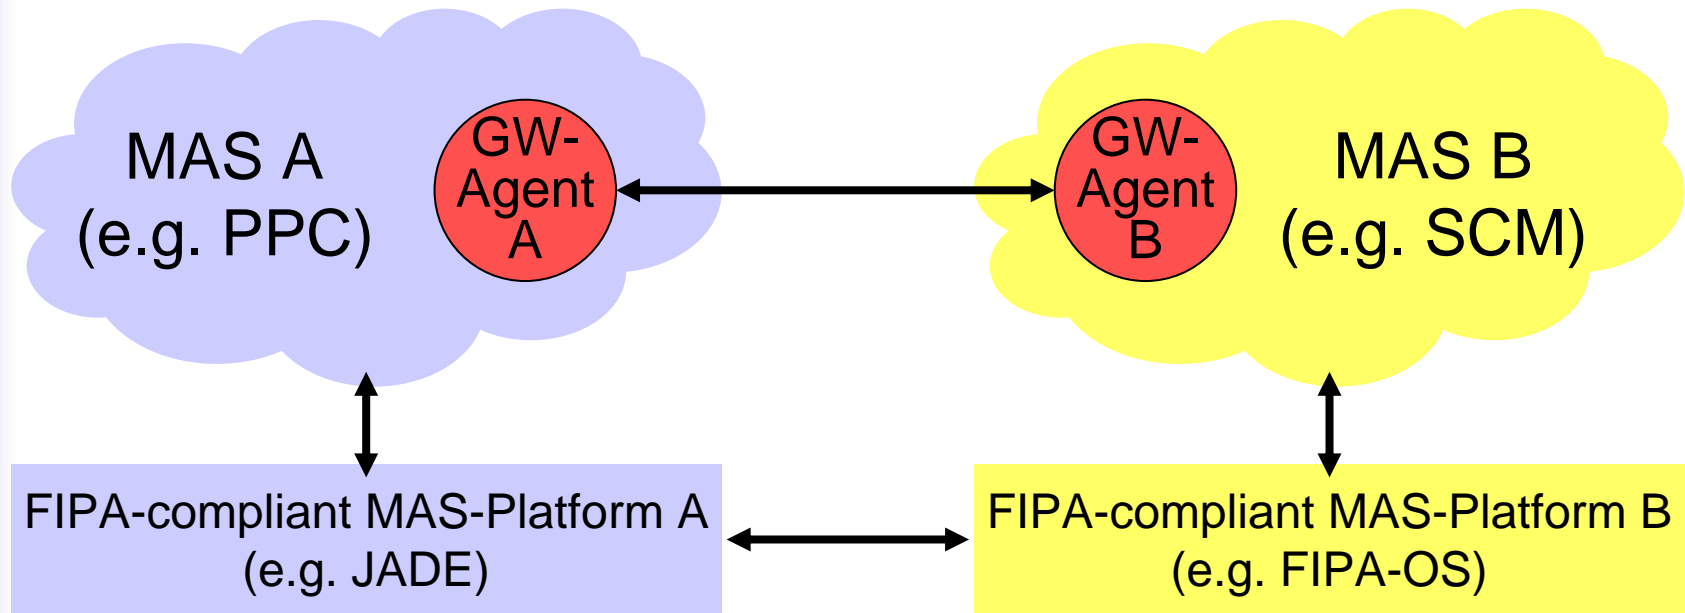 MAS A
(e.g. PPC)
GW-
Agent
A
GW-
Agent
B
MAS B
(e.g. SCM)
FIPA-compliant MAS-Platform A
(e.g. JADE)
FIPA-compliant MAS-Platform B
(e.g. FIPA-OS)